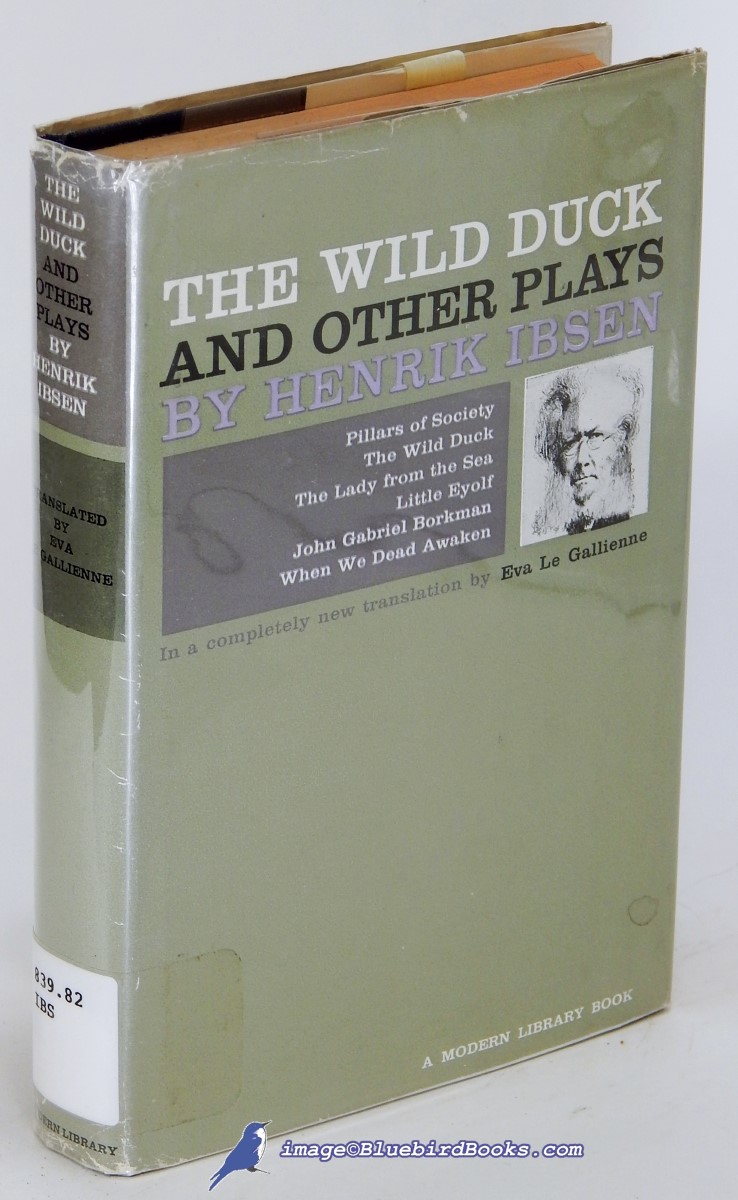 THE
WILD
DUCK
AND
OTHER
PLAYS
BY
HENRIK
IBSEN
TRANSLATED
BY
EVA
GALLIENNE
839.82
IBS
MODERN LIBRARY
THE WILD DUCK
AND OTHER PLAYS
BY HENRIK IBSEN
Pillars of Society
The Wild Duck
The Lady from the Sea
Little Eyolf
John Gabriel Borkman
When We Dead Awaken
In a completely new translation by Eva Le Gallienne
A MODERN LIBRARY BOOK
image©BluebirdBooks.com